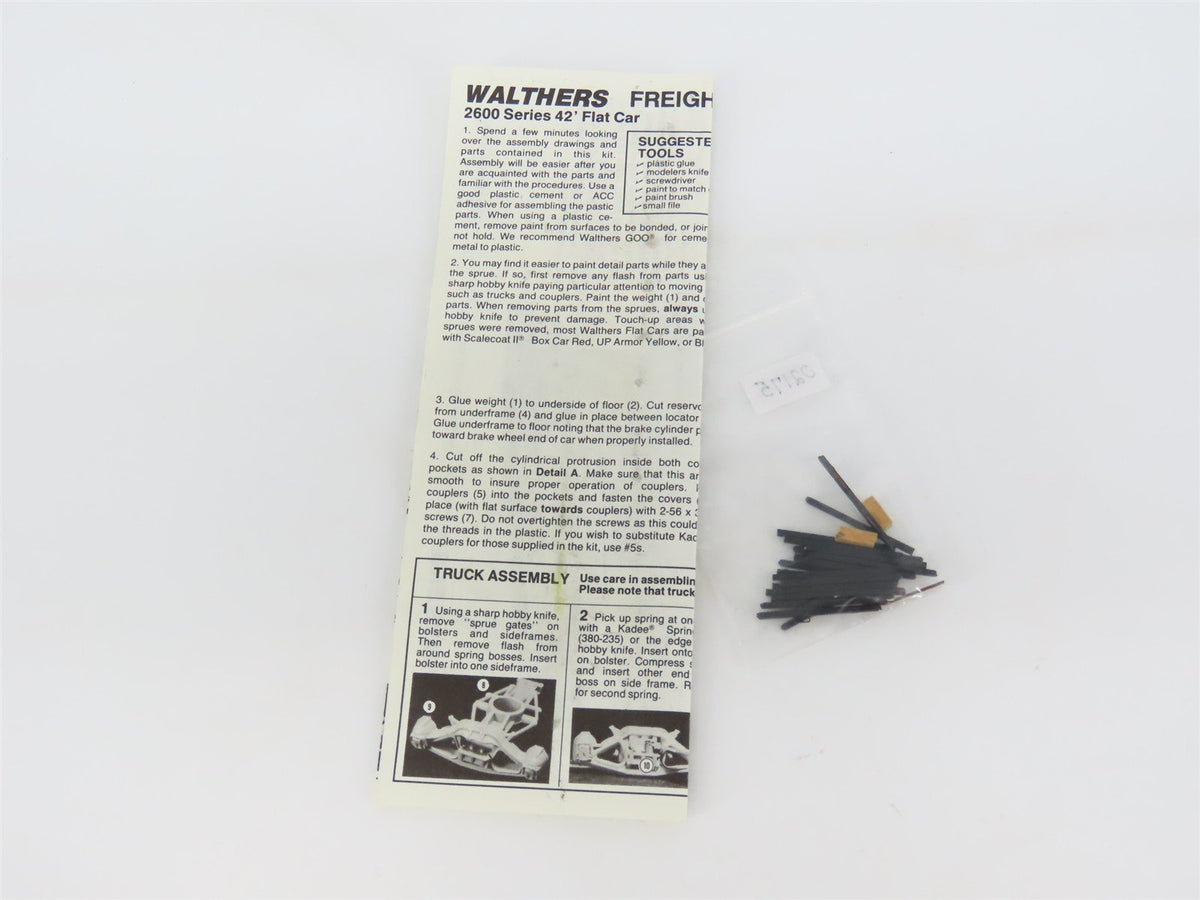 WALTHERS FREIGH
2600 Series 42' Flat Car
1. Spend a few minutes looking
over the assembly drawings and
parts contained in this kit.
Assembly will be easier after you
are acquainted with the parts and
familiar with the procedures. Use a
good plastic cement or ACC
adhesive for assembling the pastic
parts. When using a plastic ce-
ment, remove paint from surfaces to be bonded, or join
not hold. We recommend Walthers GOO® for ceme
metal to plastic.
SUGGESTE
TOOLS
✓ plastic glue
✓ modelers knife
✓ screwdriver
✓ paint to match
✓ paint brush
✓ small file
2. You may find it easier to paint detail parts while they a
the sprue. If so, first remove any flash from parts usi
sharp hobby knife paying particular attention to moving
such as trucks and couplers. Paint the weight (1) and
parts. When removing parts from the sprues, always u
hobby knife to prevent damage. Touch-up areas w
sprues were removed, most Walthers Flat Cars are pa
with Scalecoat II® Box Car Red, UP Armor Yellow, or Bl
3. Glue weight (1) to underside of floor (2). Cut reservo
from underframe (4) and glue in place between locator
Glue underframe to floor noting that the brake cylinder p
toward brake wheel end of car when properly installed.
4. Cut off the cylindrical protrusion inside both co
pockets as shown in Detail A. Make sure that this ar
smooth to insure proper operation of couplers.
couplers (5) into the pockets and fasten the covers
place (with flat surface towards couplers) with 2-56 x
screws (7). Do not overtighten the screws as this could
the threads in the plastic. If you wish to substitute Kad
couplers for those supplied in the kit, use #5s.
TRUCK ASSEMBLY Use care in assemblin
Please note that truck
1 Using a sharp hobby knife,
remove "sprue gates" on
bolsters and sideframes.
Then remove flash from
around spring bosses. Insert
bolster into one sideframe.
8
9
2 Pick up spring at on
with a Kadee® Sprin
(380-235) or the edge
hobby knife. Insert onto
on bolster. Compress s
and insert other end
boss on side frame. R
for second spring.
10